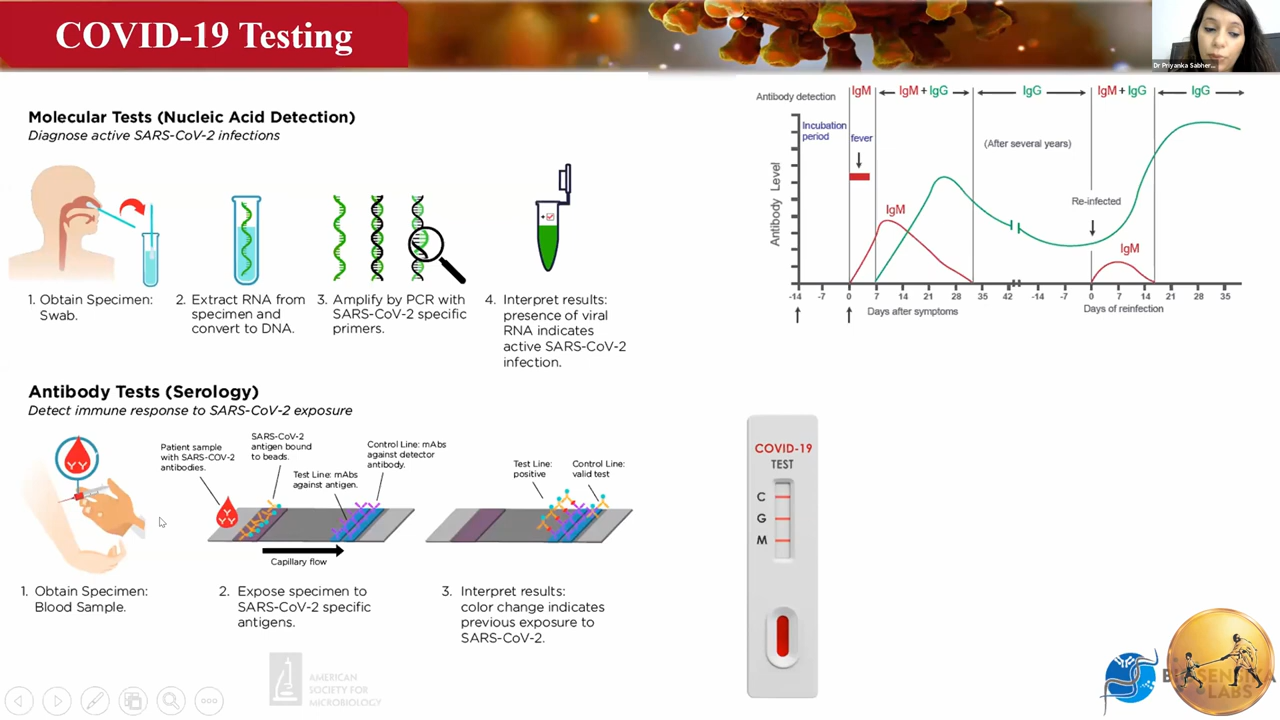 COVID-19 Testing
Dr Priyanka Sabher...
Molecular Tests (Nucleic Acid Detection)
Diagnose active SARS-CoV-2 infections
1. Obtain Specimen:
Swab.
2. Extract RNA from
specimen and
convert to DNA.
3. Amplify by PCR with
SARS-CoV-2 specific
primers.
4. Interpret results:
presence of viral
RNA indicates
active SARS-CoV-2
infection.
Antibody detection
IgM
IgM + IgG
IgG
IgM + IgG
IgG
Incubation
period
fever
(After several years)
Antibody Level
IgM
Re-infected
IgM
-14 -7 0 7 14 21 28 35 42 -14 -7 0 7 14 21 28 35
Days after symptoms
Days of reinfection
Antibody Tests (Serology)
Detect immune response to SARS-CoV-2 exposure
Patient sample
with SARS-COV-2
antibodies.
SARS-CoV-2
antigen bound
to beads.
Test Line: mAbs
against antigen.
Control Line: mAbs
against detector
antibody.
Test Line:
positive
Control Line:
valid test
Capillary flow
1. Obtain Specimen:
Blood Sample.
2. Expose specimen to
SARS-CoV-2 specific
antigens.
3. Interpret results:
color change indicates
previous exposure to
SARS-CoV-2.
COVID-19
TEST
C
G
M
AMERICAN
SOCIETY FOR
MICROBIOLOGY
LABS